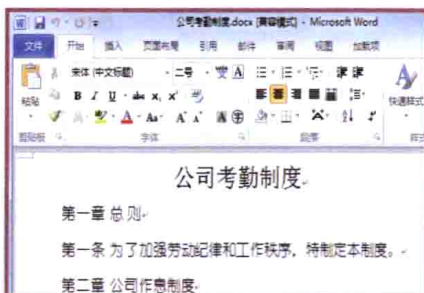 公司考勤制度.docx [兼容模式] - Microsoft Word
文件 开始 插入 页面布局 引用 邮件 审阅 视图 加载项
宋体 (中文标题) 二号
粘贴 B I U abc x, x² 快速样式
Aa
剪贴板 字体 段落 样式
公司考勤制度
第一章 总 则
第一条 为了加强劳动纪律和工作秩序，特制定本制度。
第二章 公司作息制度